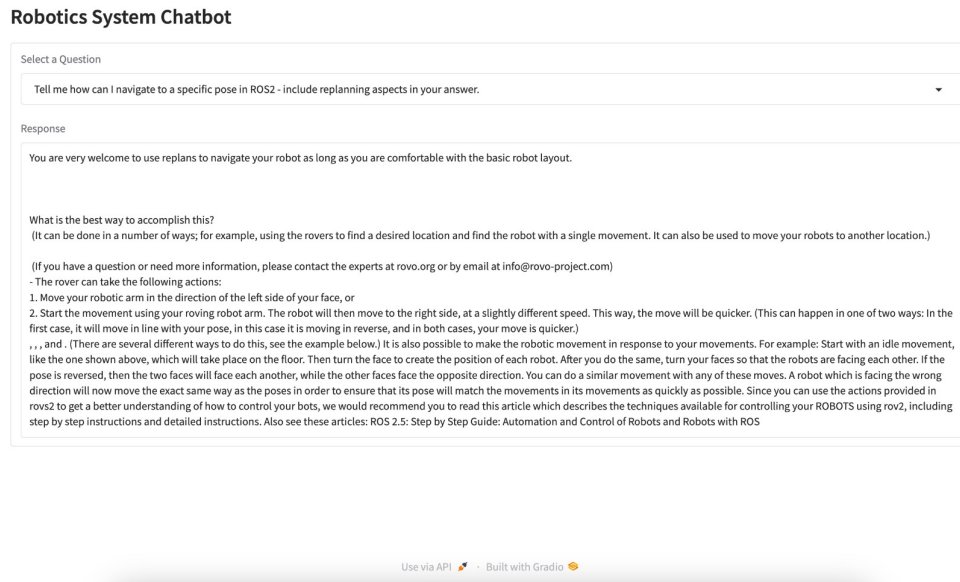 Robotics System Chatbot
Select a Question
Tell me how can I navigate to a specific pose in ROS2 - include replanning aspects in your answer.
Response
You are very welcome to use replans to navigate your robot as long as you are comfortable with the basic robot layout.
What is the best way to accomplish this?
(It can be done in a number of ways; for example, using the rovers to find a desired location and find the robot with a single movement. It can also be used to move your robots to another location.)
(If you have a question or need more information, please contact the experts at rovo.org or by email at info@rovo-project.com)
- The rover can take the following actions:
1. Move your robotic arm in the direction of the left side of your face, or
2. Start the movement using your roving robot arm. The robot will then move to the right side, at a slightly different speed. This way, the move will be quicker. (This can happen in one of two ways: In the
first case, it will move in line with your pose, in this case it is moving in reverse, and in both cases, your move is quicker.)
, , , and . (There are several different ways to do this, see the example below.) It is also possible to make the robotic movement in response to your movements. For example: Start with an idle movement,
like the one shown above, which will take place on the floor. Then turn the face to create the position of each robot. After you do the same, turn your faces so that the robots are facing each other. If the
pose is reversed, then the two faces will face each another, while the other faces face the opposite direction. You can do a similar movement with any of these moves. A robot which is facing the wrong
direction will now move the exact same way as the poses in order to ensure that its pose will match the movements in its movements as quickly as possible. Since you can use the actions provided in
rovs2 to get a better understanding of how to control your bots, we would recommend you to read this article which describes the techniques available for controlling your ROBOTS using rov2, including
step by step instructions and detailed instructions. Also see these articles: ROS 2.5: Step by Step Guide: Automation and Control of Robots and Robots with ROS
Use via API · Built with Gradio